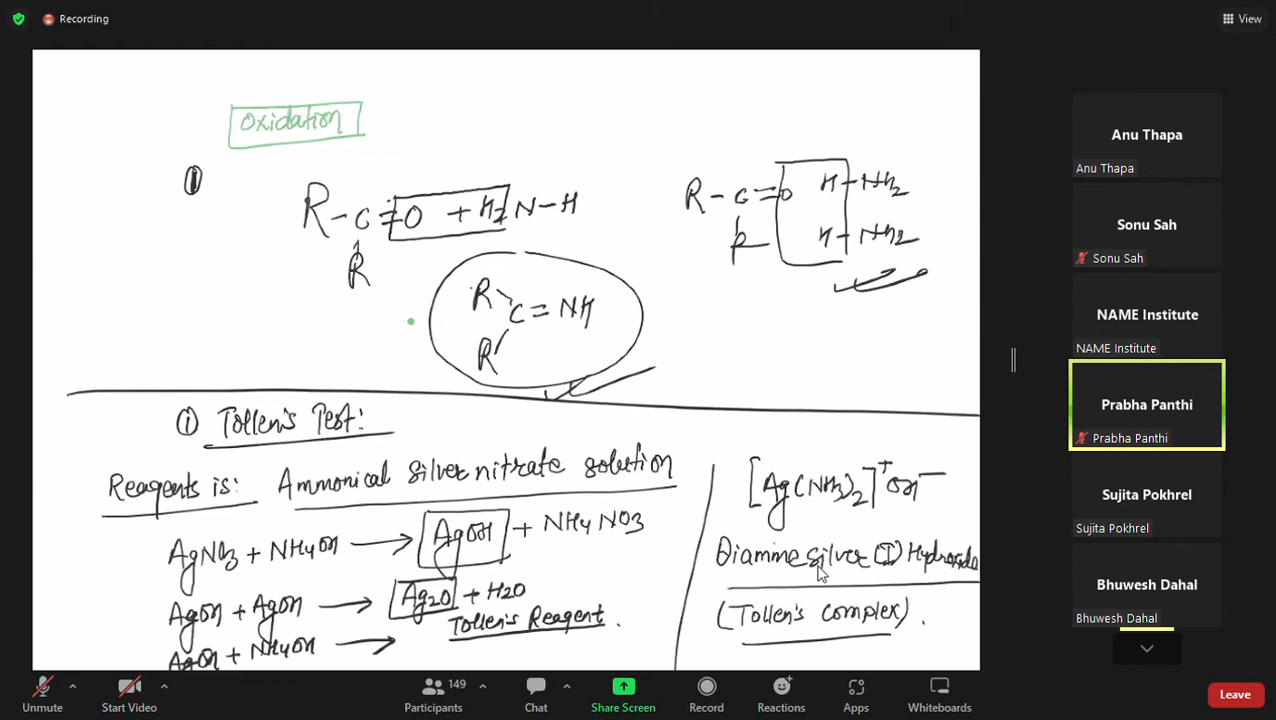 Recording
View
Oxidation
①
R-C=O + H2N-H
R
R-C=O H-NH2
R H-NH2
R
C=NH
R
① Tollen's Test:
Reagents is: Ammonical silver nitrate solution
AgNO3 + NH4OH → AgOH + NH4NO3
AgOH + AgOH → Ag2O + H2O
Tollen's Reagent.
AgOH + NH4OH →
[Ag(NH3)2]+OH-
Diamine silver (I) Hydroxide
(Tollen's complex).
Anu Thapa
Anu Thapa
Sonu Sah
Sonu Sah
NAME Institute
NAME Institute
Prabha Panthi
Prabha Panthi
Sujita Pokhrel
Sujita Pokhrel
Bhuwesh Dahal
Bhuwesh Dahal
Unmute
Start Video
149
Participants
Chat
Share Screen
Record
Reactions
Apps
Whiteboards
Leave